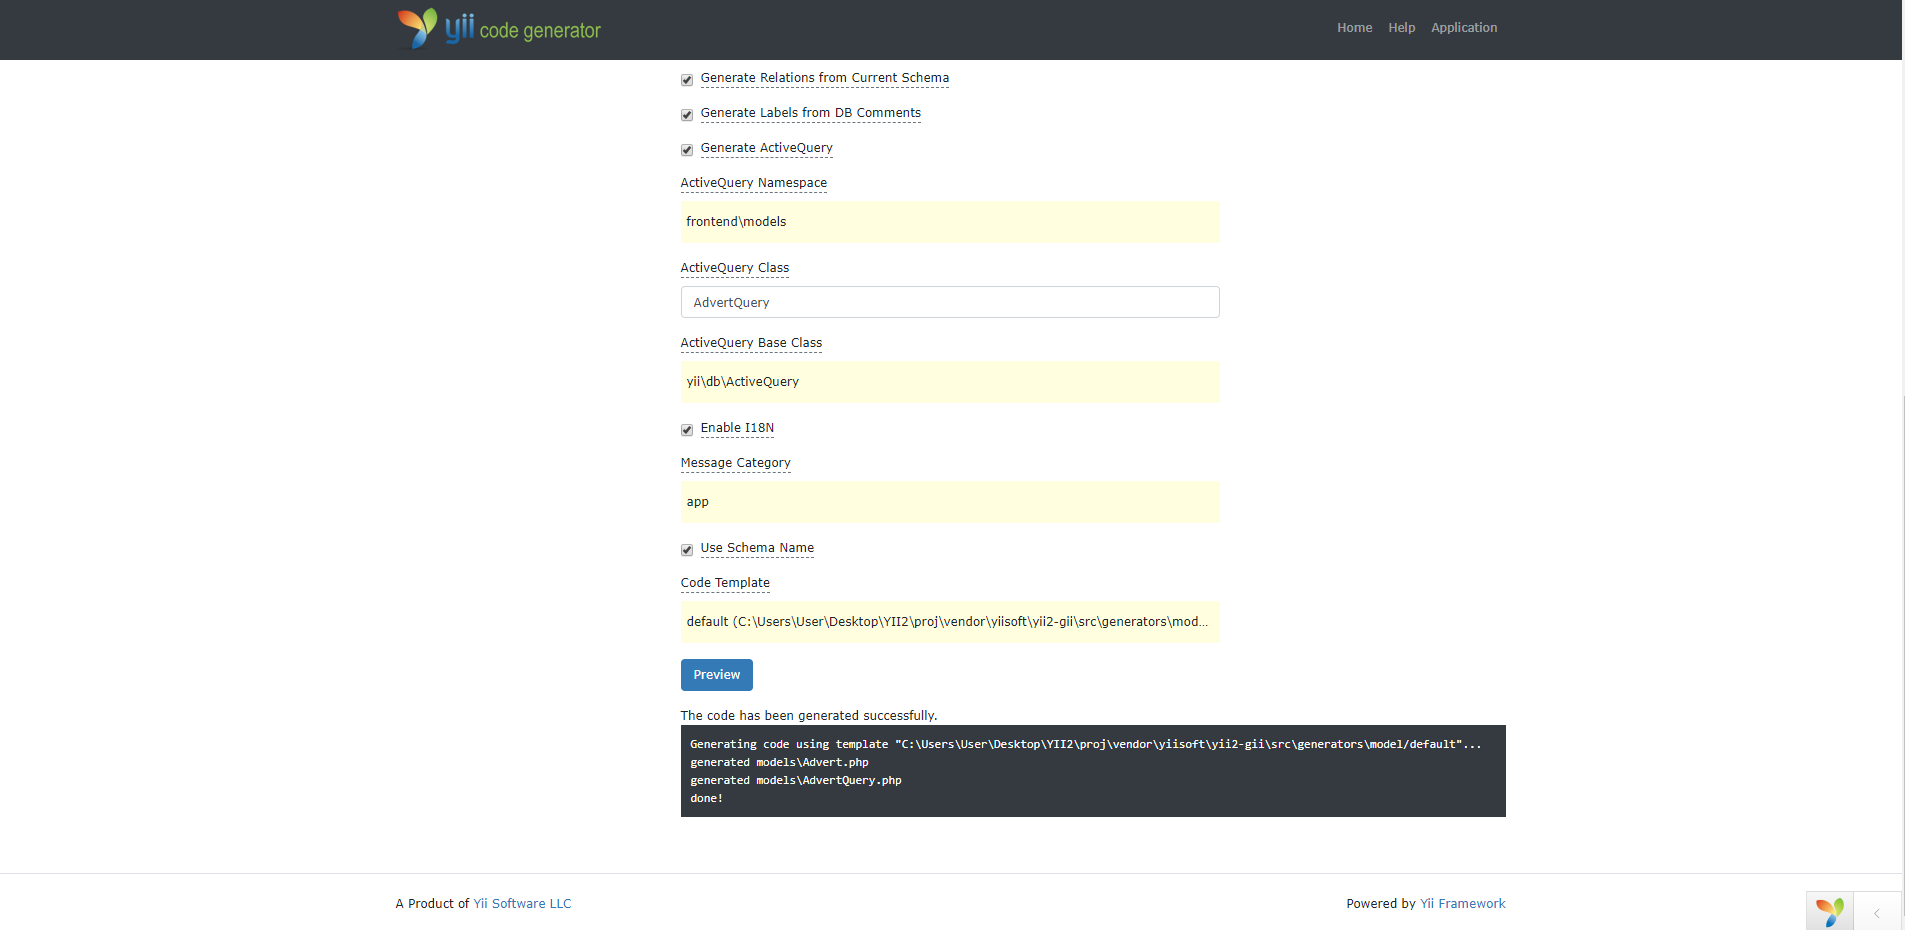 yii code generator
Home Help Application
Generate Relations from Current Schema
Generate Labels from DB Comments
Generate ActiveQuery
ActiveQuery Namespace
frontend\models
ActiveQuery Class
AdvertQuery
ActiveQuery Base Class
yii\db\ActiveQuery
Enable I18N
Message Category
app
Use Schema Name
Code Template
default (C:\Users\User\Desktop\YII2\proj\vendor\yiisoft\yii2-gii\src\generators\mod...
Preview
The code has been generated successfully.
Generating code using template "C:\Users\User\Desktop\YII2\proj\vendor\yiisoft\yii2-gii\src\generators\model/default"...
generated models\Advert.php
generated models\AdvertQuery.php
done!
A Product of Yii Software LLC
Powered by Yii Framework